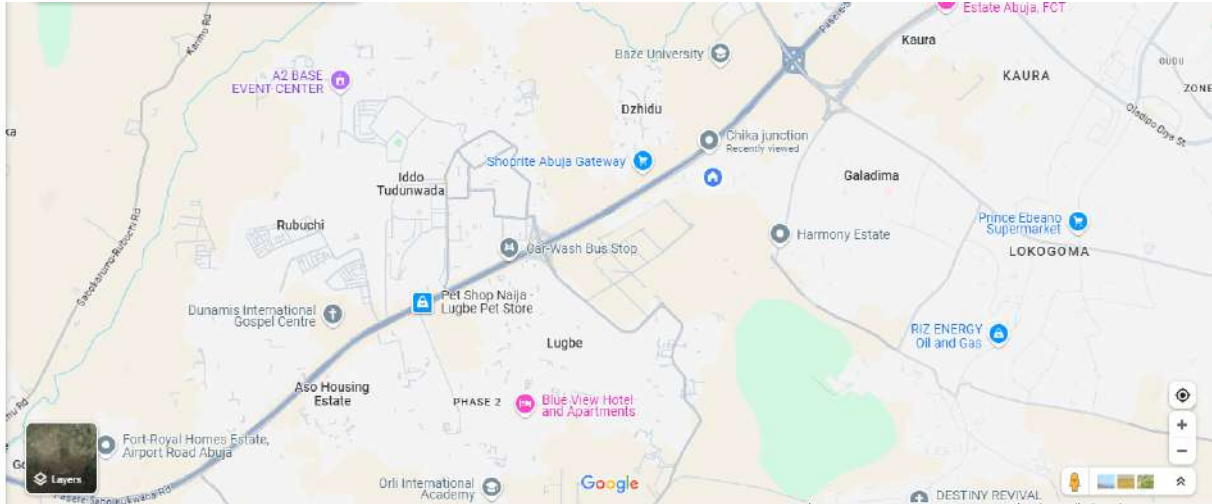 Estate Abuja, FCT
Karmo Rd
Baze University
Kaura
KAURA
GUDU
ZONE
A2 BASE
EVENT CENTER
Dzhidu
Oladipo Diya St.
Chika junction
Recently viewed
Shoprite Abuja Gateway
Iddo
Tudunwada
Galadima
Rubuchi
Prince Ebeano
Supermarket
Harmony Estate
Car-Wash Bus Stop
LOKOGOMA
Pet Shop Naija -
Lugbe Pet Store
Dunamis International
Gospel Centre
RIZ ENERGY
Oil and Gas
Lugbe
Aso Housing
Estate
PHASE 2
Blue View Hotel
and Apartments
Fort-Royal Homes Estate,
Airport Road Abuja
Layers
Orli International
Academy
Google
DESTINY REVIVAL